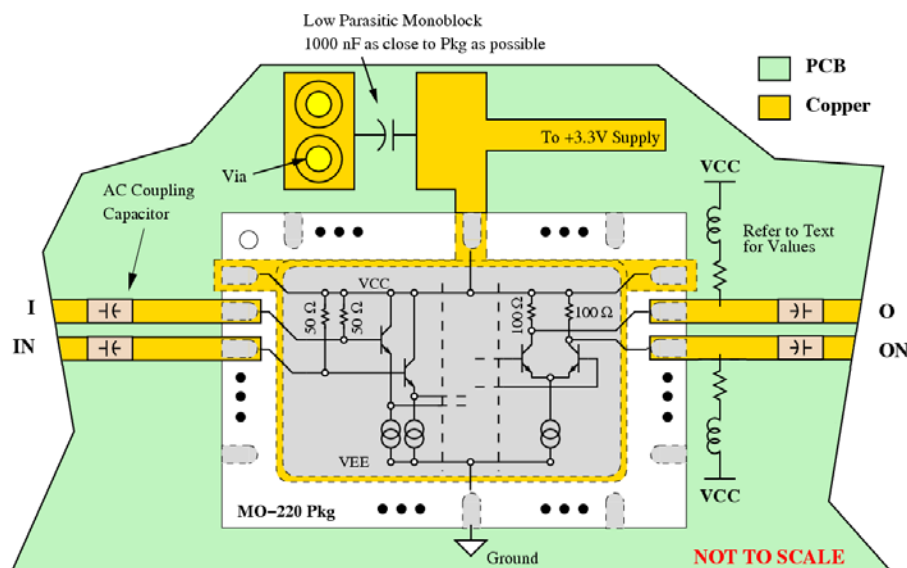 Low Parasitic Monoblock
1000 nF as close to Pkg as possible
PCB
Copper
To +3.3V Supply
Via
VCC
AC Coupling
Capacitor
Refer to Text
for Values
VCC
I
50 Ω
50 Ω
100 Ω
100 Ω
O
IN
ON
VEE
VCC
MO−220 Pkg
Ground
NOT TO SCALE